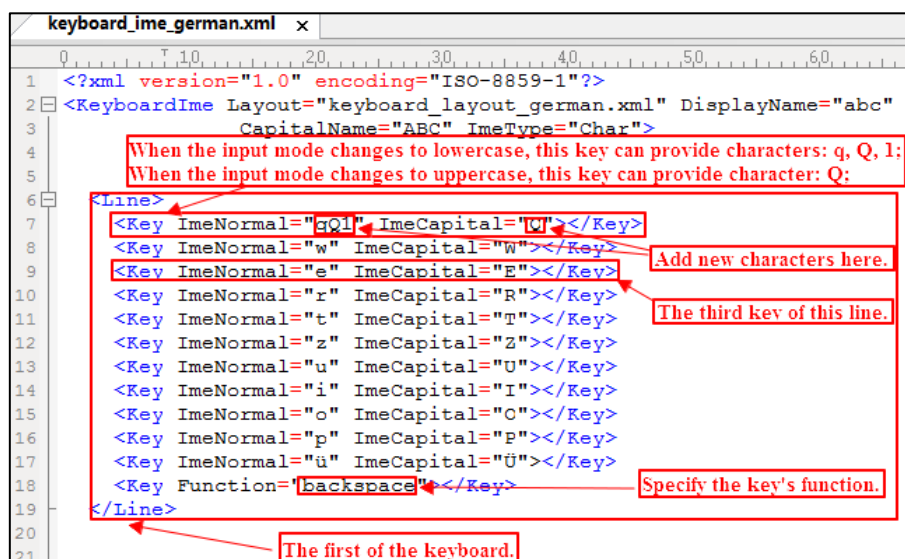 keyboard_ime_german.xml x
0 10 20 30 40 50 60
1 <?xml version="1.0" encoding="ISO-8859-1"?>
2 <KeyboardIme Layout="keyboard_layout_german.xml" DisplayName="abc"
3 CapitalName="ABC" ImeType="Char">
4 When the input mode changes to lowercase, this key can provide characters: q, Q, 1;
5 When the input mode changes to uppercase, this key can provide character: Q;
6 <Line>
7 <Key ImeNormal="qQ1" ImeCapital="Q"></Key>
8 <Key ImeNormal="w" ImeCapital="W"></Key>
Add new characters here.
9 <Key ImeNormal="e" ImeCapital="E"></Key>
10 <Key ImeNormal="r" ImeCapital="R"></Key>
The third key of this line.
11 <Key ImeNormal="t" ImeCapital="T"></Key>
12 <Key ImeNormal="z" ImeCapital="Z"></Key>
13 <Key ImeNormal="u" ImeCapital="U"></Key>
14 <Key ImeNormal="i" ImeCapital="I"></Key>
15 <Key ImeNormal="o" ImeCapital="O"></Key>
16 <Key ImeNormal="p" ImeCapital="P"></Key>
17 <Key ImeNormal="ü" ImeCapital="Ü"></Key>
18 <Key Function="backspace"></Key>
Specify the key's function.
19 </Line>
20
21 The first of the keyboard.